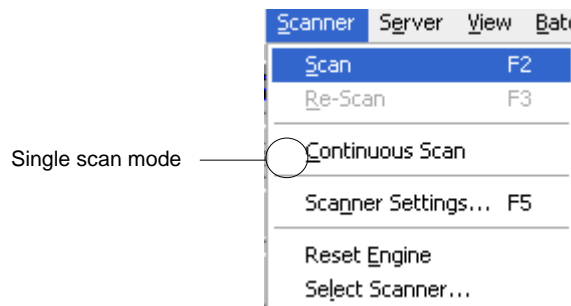 Scanner Server View
Scan F2
Re-Scan F3
Single scan mode
Continuous Scan
Scanner Settings... F5
Reset Engine
Select Scanner...